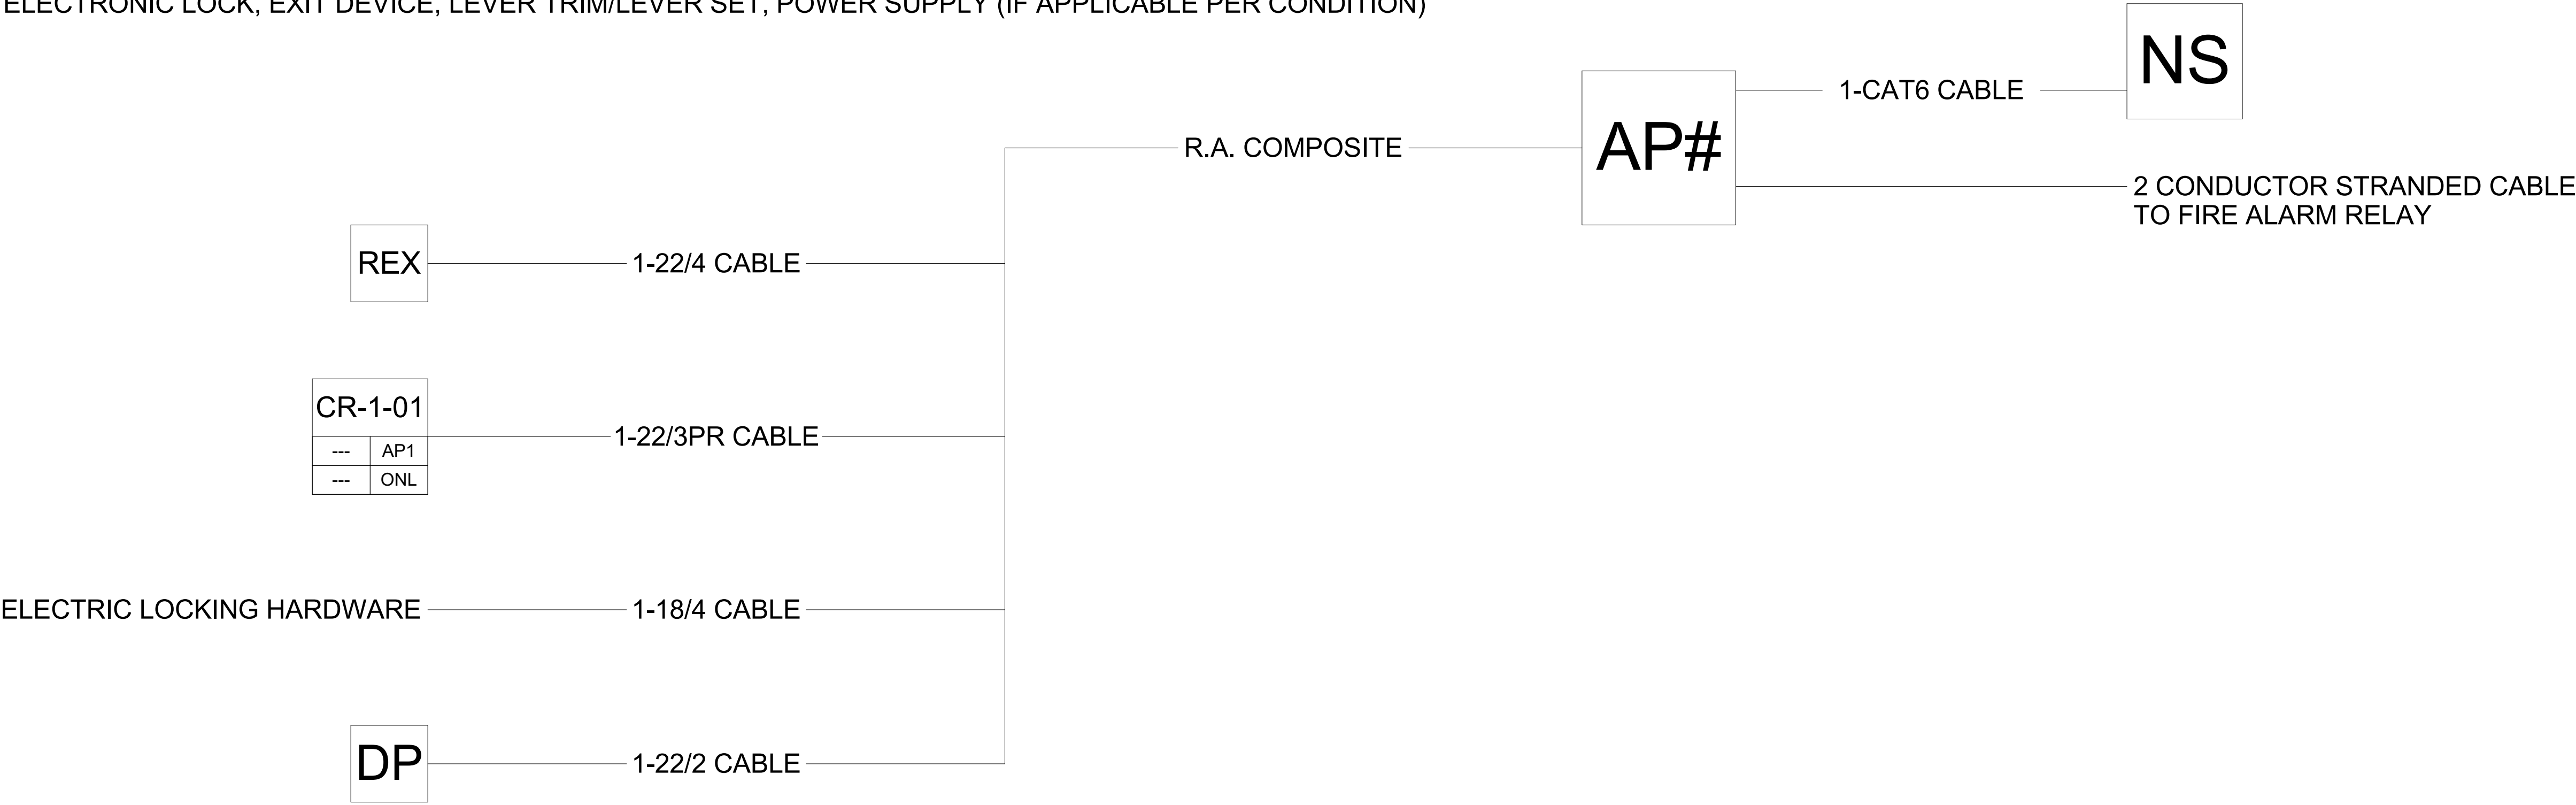 ELECTRONIC LOCK, EXIT DEVICE, LEVER TRIM/LEVER SET, POWER SUPPLY (IF APPLICABLE PER CONDITION)
NS
1-CAT6 CABLE
AP#
R.A. COMPOSITE
2 CONDUCTOR STRANDED CABLE
TO FIRE ALARM RELAY
REX
1-22/4 CABLE
CR-1-01
1-22/3PR CABLE
--- AP1
--- ONL
ELECTRIC LOCKING HARDWARE
1-18/4 CABLE
DP
1-22/2 CABLE